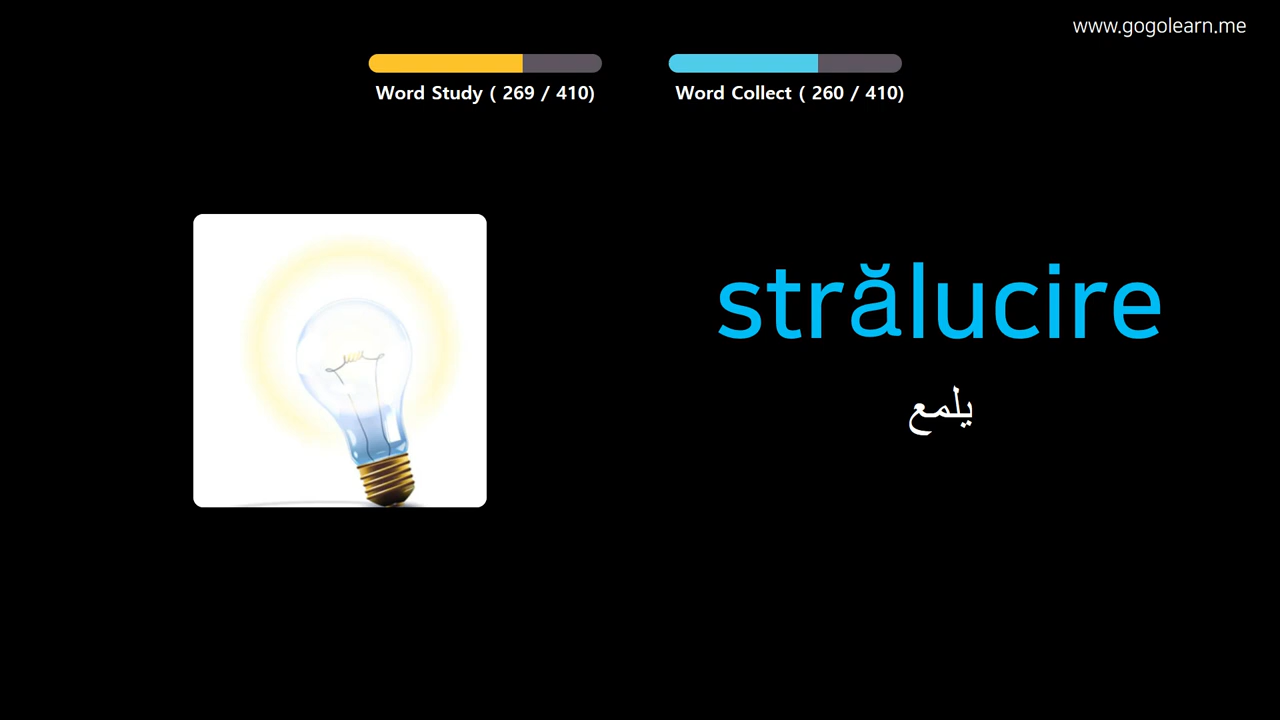 www.gogolearn.me
Word Study ( 269 / 410)
Word Collect ( 260 / 410)
strălucire
يلمع